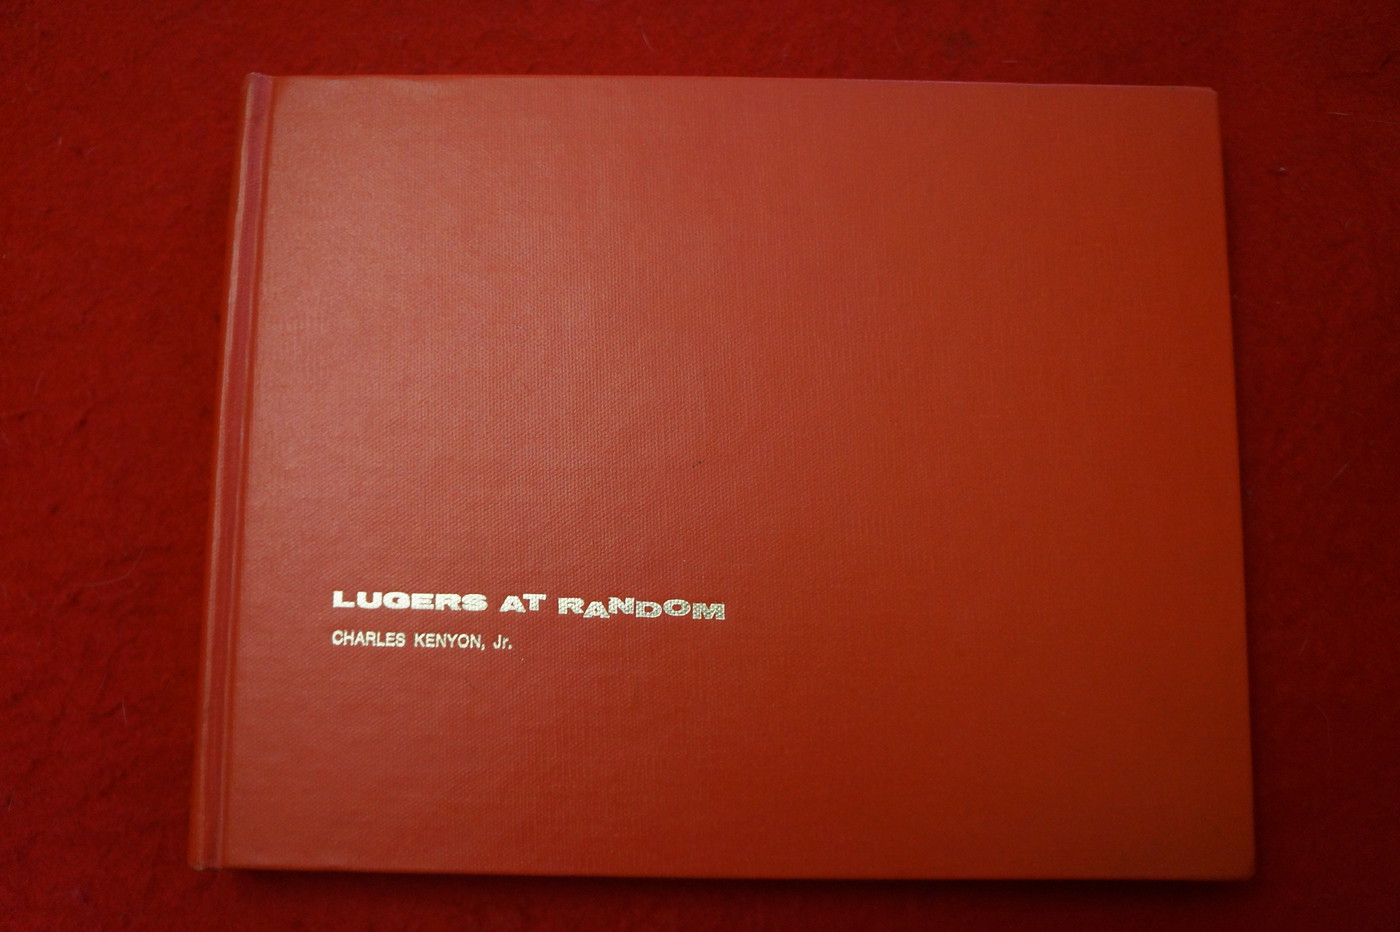 LUGERS AT RANDOM
CHARLES KENYON, Jr.